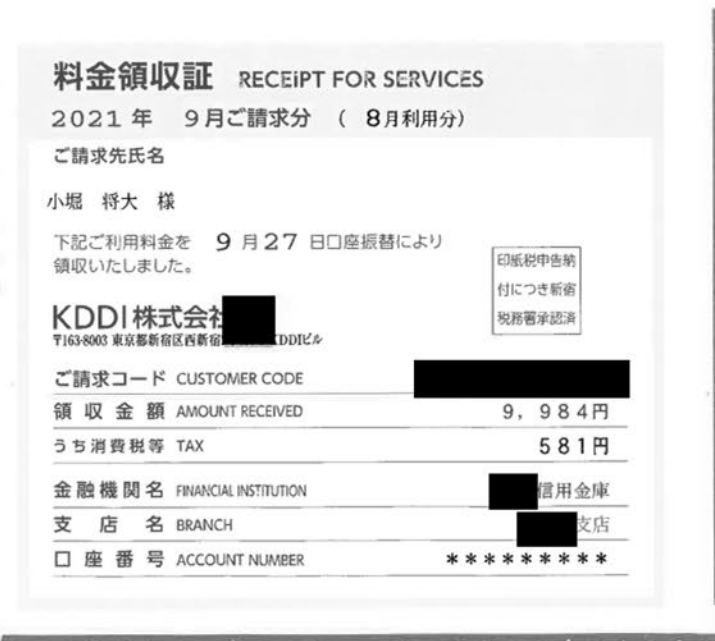 料金領収証 RECEIPT FOR SERVICES
2021 年 9月ご請求分 ( 8月利用分)
ご請求先氏名
小堀 将大 様
下記ご利用料金を 9 月27 日口座振替により
領収いたしました。
印紙税申告納
付につき新宿
税務署承認済
KDDI株式会社
〒163-8003 東京都新宿区西新宿 KDDIビル
ご請求コード CUSTOMER CODE
領収金額 AMOUNT RECEIVED 9, 984円
うち消費税等 TAX 581円
金融機関名 FINANCIAL INSTITUTION 信用金庫
支店名 BRANCH 支店
口座番号 ACCOUNT NUMBER *********